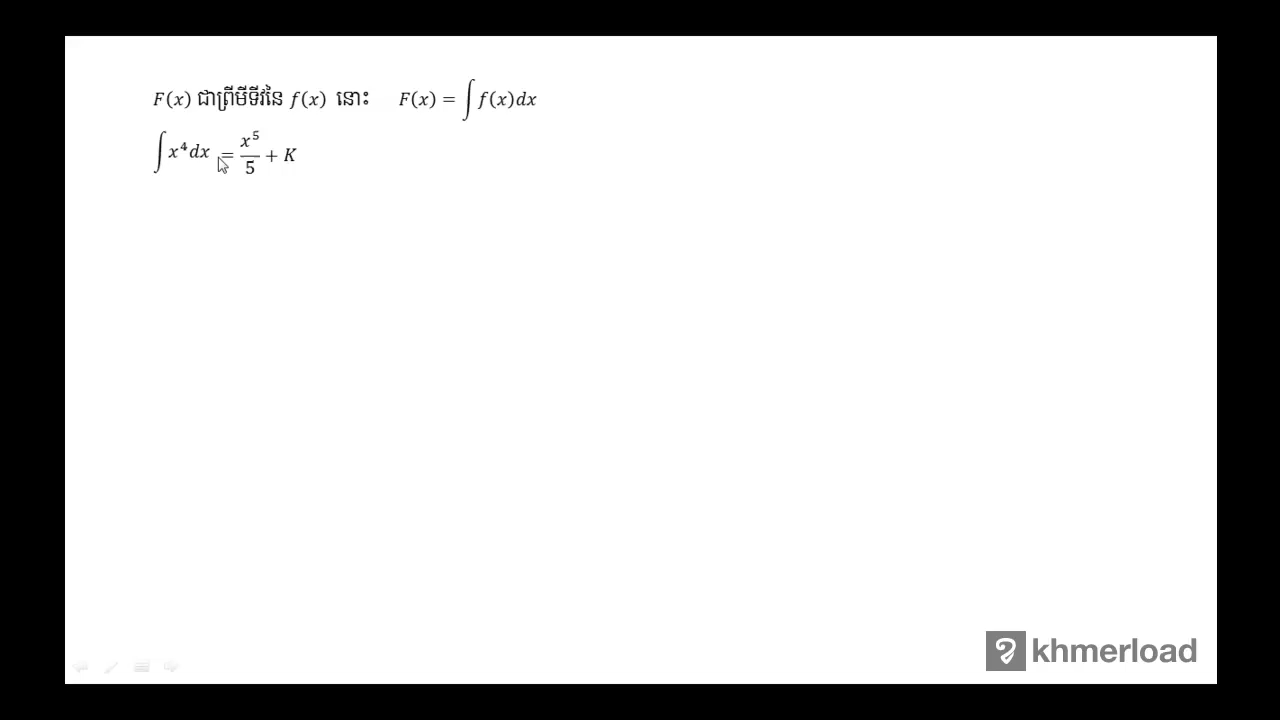 F(x) ជាព្រីមីទីវនៃ f(x) នោះ F(x) = ∫ f(x)dx
∫ x⁴dx = x⁵/5 + K
khmerload